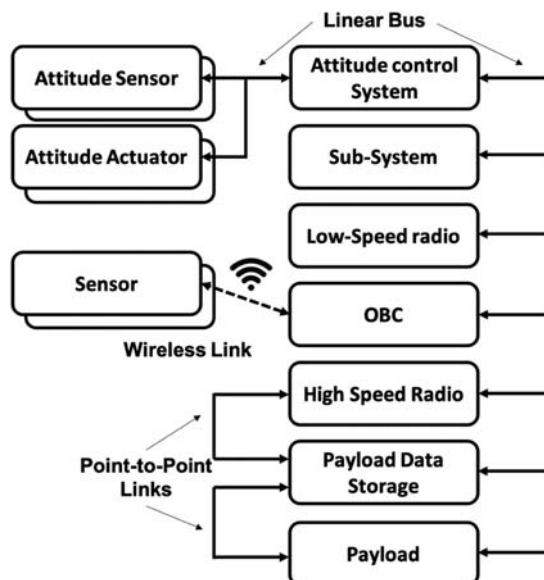 Linear Bus
Attitude Sensor
Attitude control
System
Attitude Actuator
Sub-System
Low-Speed radio
Sensor
OBC
Wireless Link
High Speed Radio
Point-to-Point
Links
Payload Data
Storage
Payload